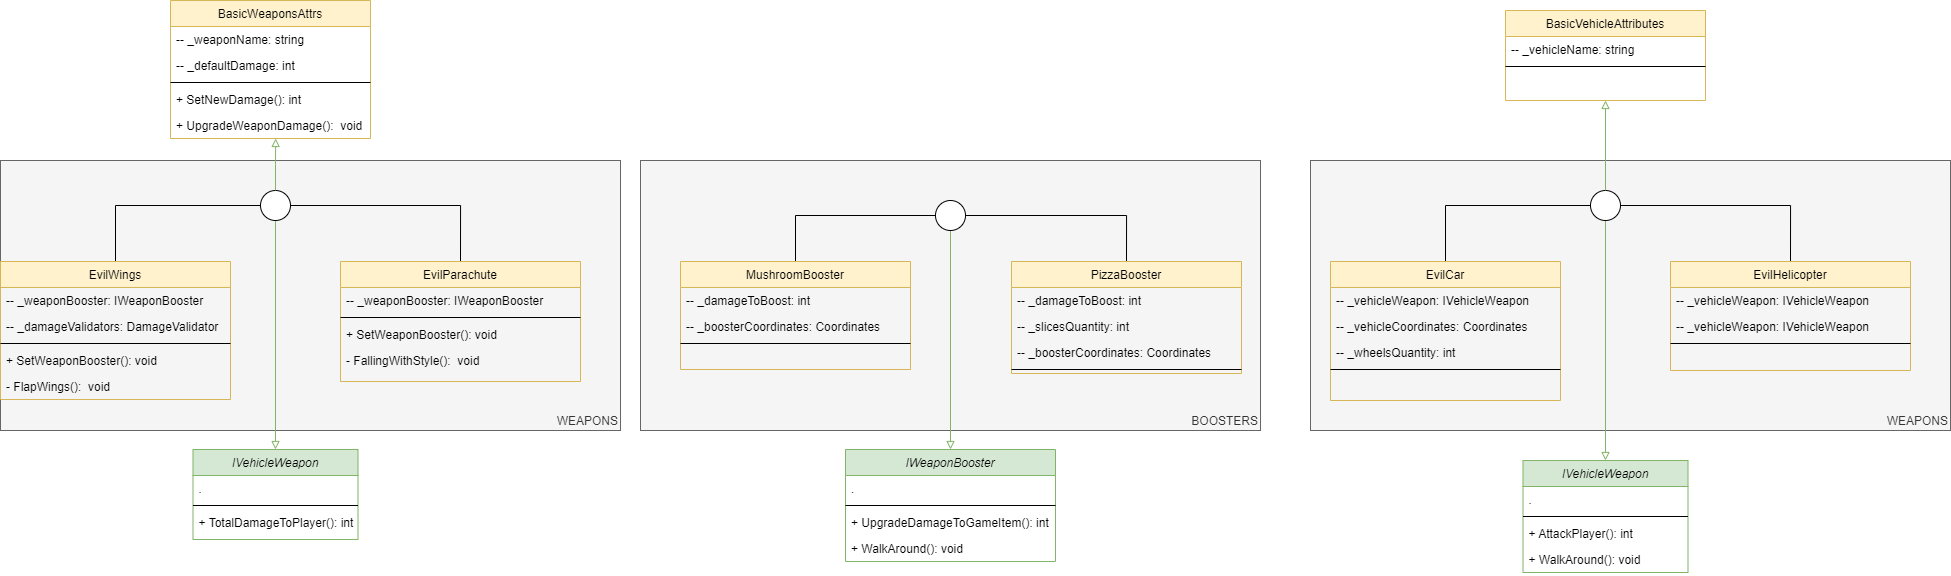 BasicWeaponsAttrs
-- _weaponName: string
-- _defaultDamage: int
+ SetNewDamage(): int
+ UpgradeWeaponDamage():  void
EvilWings
-- _weaponBooster: IWeaponBooster
-- _damageValidators: DamageValidator
+ SetWeaponBooster(): void
- FlapWings():  void
EvilParachute
-- _weaponBooster: IWeaponBooster
+ SetWeaponBooster(): void
- FallingWithStyle():  void
WEAPONS
IVehicleWeapon
.
+ TotalDamageToPlayer(): int
MushroomBooster
-- _damageToBoost: int
-- _boosterCoordinates: Coordinates
PizzaBooster
-- _damageToBoost: int
-- _slicesQuantity: int
-- _boosterCoordinates: Coordinates
BOOSTERS
IWeaponBooster
.
+ UpgradeDamageToGameItem(): int
+ WalkAround(): void
BasicVehicleAttributes
-- _vehicleName: string
EvilCar
-- _vehicleWeapon: IVehicleWeapon
-- _vehicleCoordinates: Coordinates
-- _wheelsQuantity: int
EvilHelicopter
-- _vehicleWeapon: IVehicleWeapon
-- _vehicleWeapon: IVehicleWeapon
WEAPONS
IVehicleWeapon
.
+ AttackPlayer(): int
+ WalkAround(): void